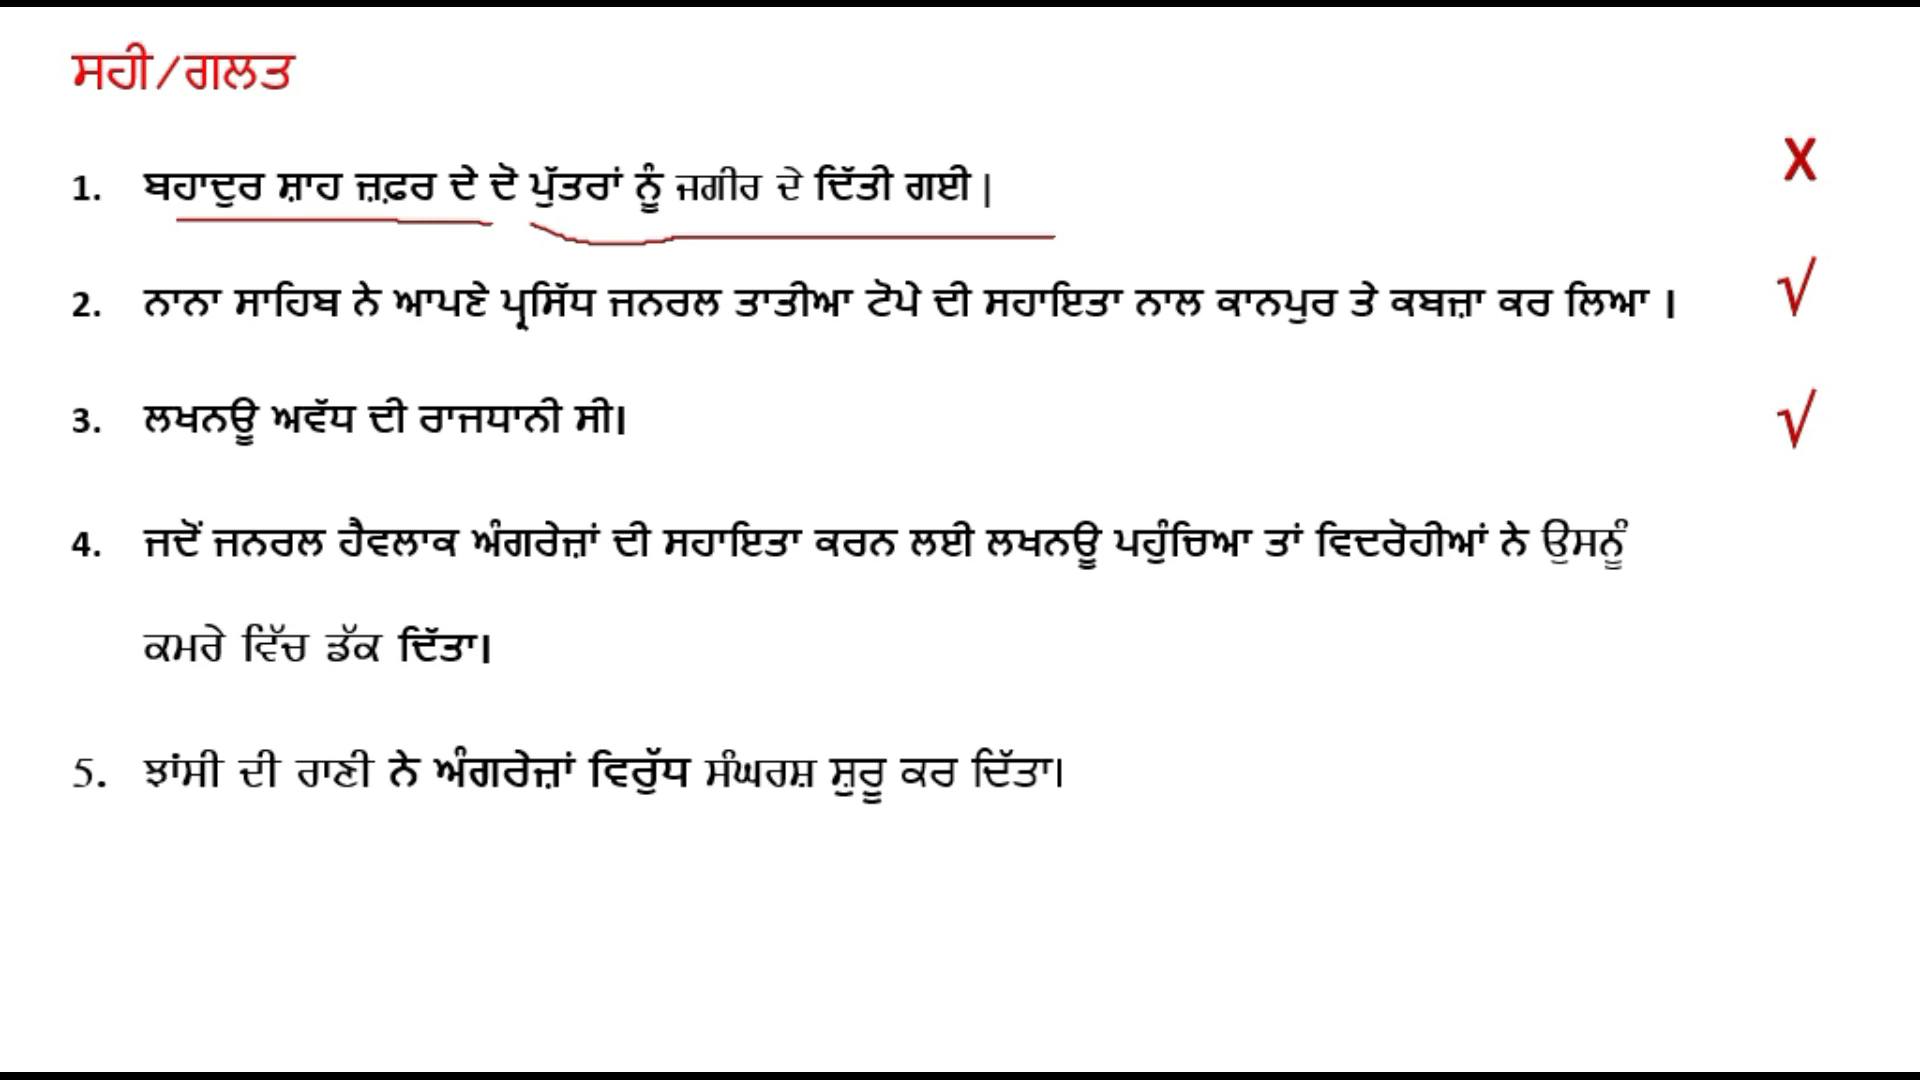 ਸਹੀ/ਗਲਤ
X
1. ਬਹਾਦੁਰ ਸ਼ਾਹ ਜ਼ਫ਼ਰ ਦੇ ਦੋ ਪੁੱਤਰਾਂ ਨੂੰ ਜਗੀਰ ਦੇ ਦਿੱਤੀ ਗਈ |
2. ਨਾਨਾ ਸਾਹਿਬ ਨੇ ਆਪਣੇ ਪ੍ਰਸਿੱਧ ਜਨਰਲ ਤਾਤੀਆ ਟੋਪੇ ਦੀ ਸਹਾਇਤਾ ਨਾਲ ਕਾਨਪੁਰ ਤੇ ਕਬਜ਼ਾ ਕਰ ਲਿਆ । √
3. ਲਖਨਊ ਅਵੱਧ ਦੀ ਰਾਜਧਾਨੀ ਸੀ। √
4. ਜਦੋਂ ਜਨਰਲ ਹੈਵਲਾਕ ਅੰਗਰੇਜ਼ਾਂ ਦੀ ਸਹਾਇਤਾ ਕਰਨ ਲਈ ਲਖਨਊ ਪਹੁੰਚਿਆ ਤਾਂ ਵਿਦਰੋਹੀਆਂ ਨੇ ਉਸਨੂੰ
ਕਮਰੇ ਵਿੱਚ ਡੱਕ ਦਿੱਤਾ।
5. ਝਾਂਸੀ ਦੀ ਰਾਣੀ ਨੇ ਅੰਗਰੇਜ਼ਾਂ ਵਿਰੁੱਧ ਸੰਘਰਸ਼ ਸ਼ੁਰੂ ਕਰ ਦਿੱਤਾ।